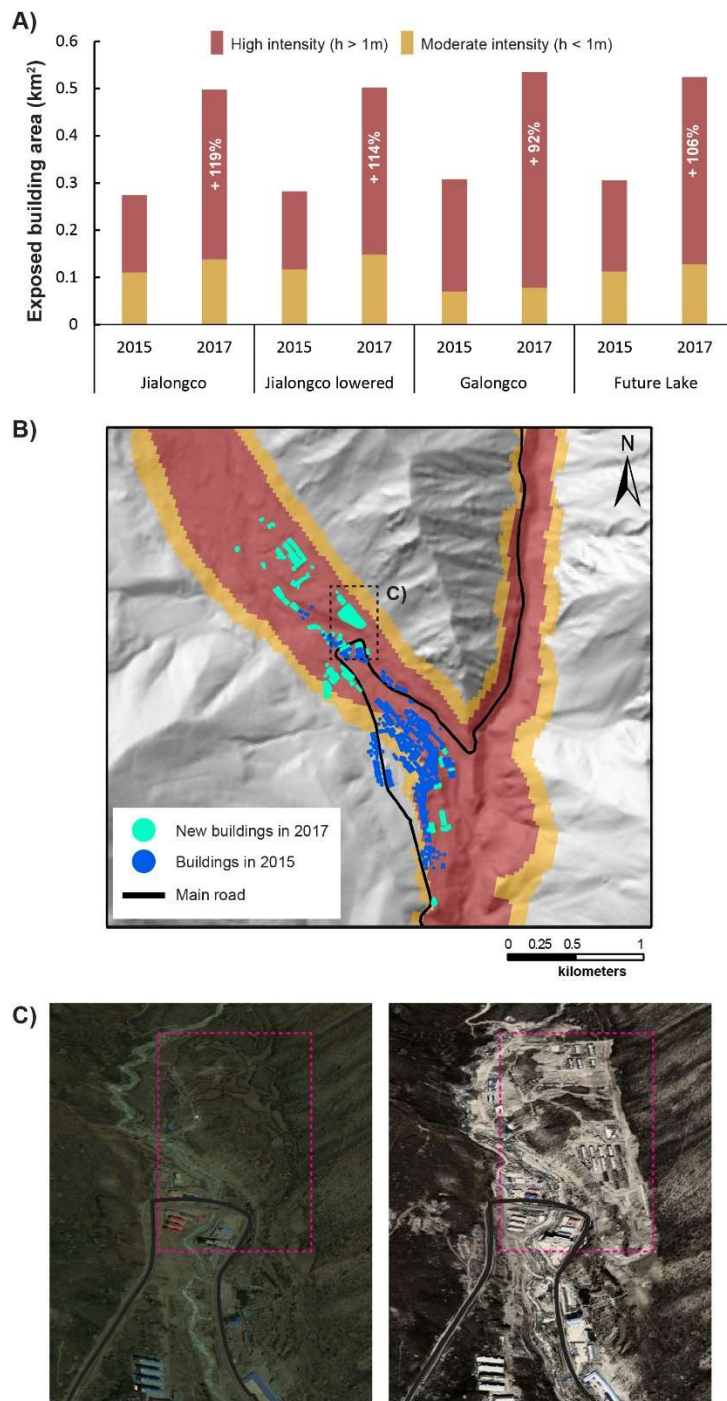 A)
High intensity (h > 1m) Moderate intensity (h < 1m)
Exposed building area (km²)
0.6
0.5
0.4
0.3
0.2
0.1
0
+ 119%
+ 114%
+ 92%
+ 106%
2015 2017 2015 2017 2015 2017 2015 2017
Jialongco Jialongco lowered Galongco Future Lake
B)
N
C)
New buildings in 2017
Buildings in 2015
Main road
0 0.25 0.5 1
kilometers
C)